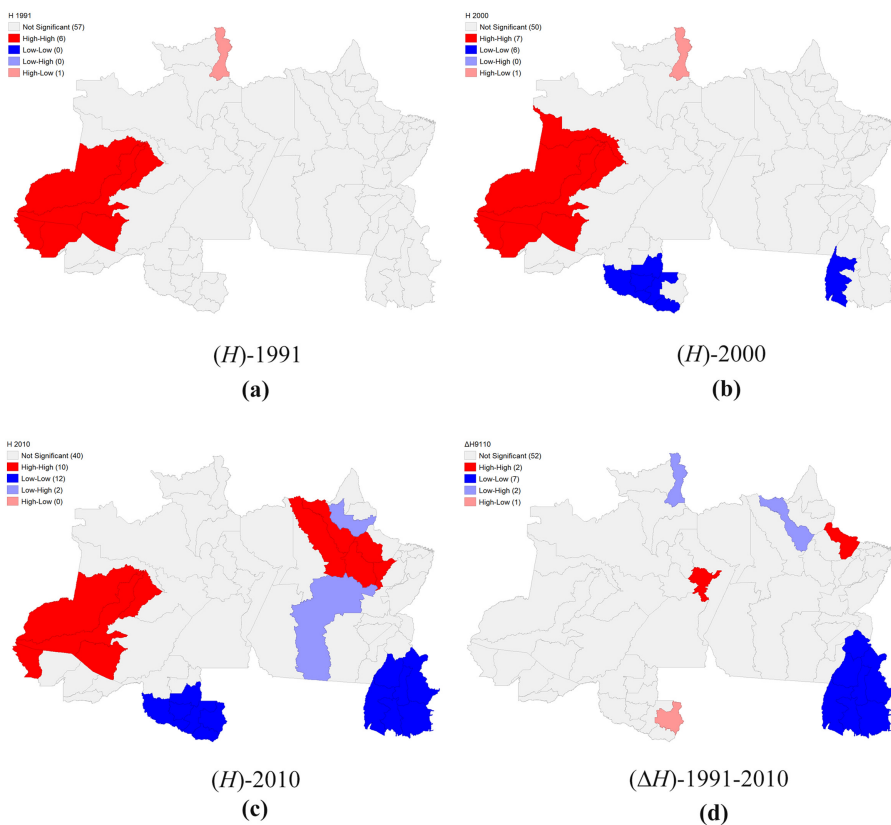 H 1991
Not Significant (57)
High-High (6)
Low-Low (0)
Low-High (0)
High-Low (1)
(H)-1991
(a)
H 2000
Not Significant (50)
High-High (7)
Low-Low (6)
Low-High (0)
High-Low (1)
(H)-2000
(b)
H 2010
Not Significant (40)
High-High (10)
Low-Low (12)
Low-High (2)
High-Low (0)
(H)-2010
(c)
ΔH9110
Not Significant (52)
High-High (2)
Low-Low (7)
Low-High (2)
High-Low (1)
(ΔH)-1991-2010
(d)